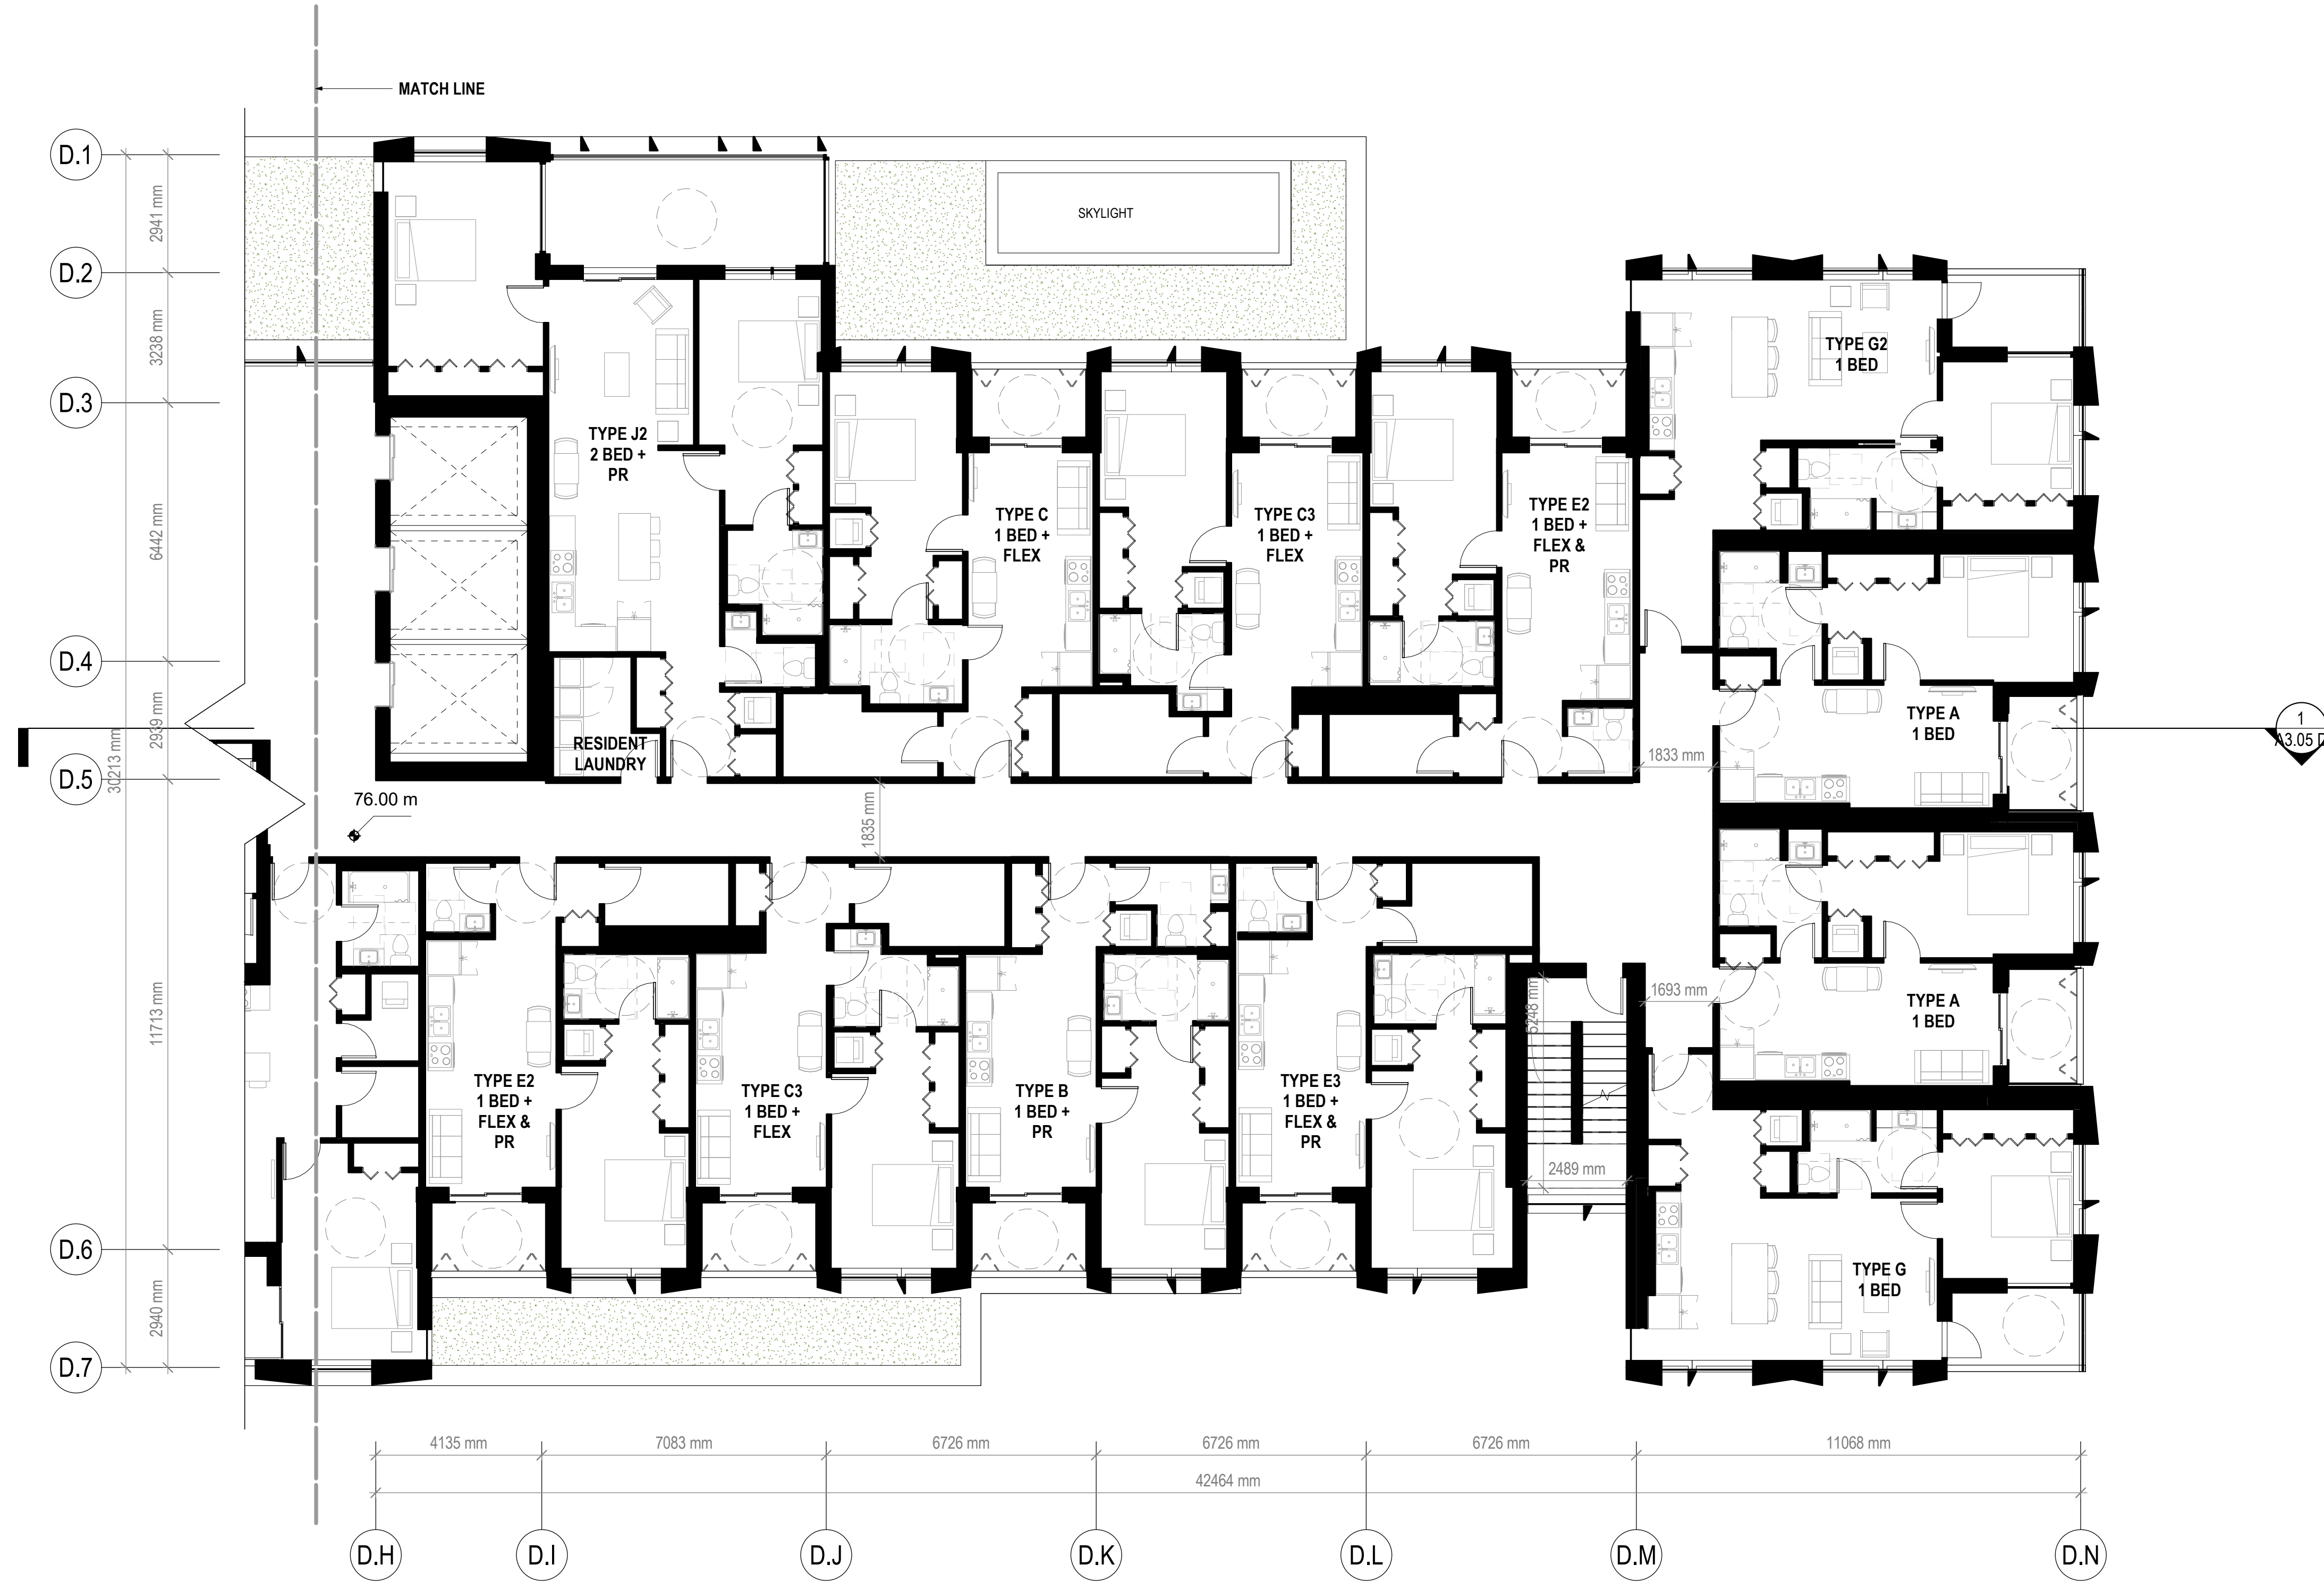 MATCH LINE
D.1
2941 mm
SKYLIGHT
D.2
3238 mm
D.3
TYPE J2
2 BED +
PR
TYPE C
1 BED +
FLEX
TYPE C3
1 BED +
FLEX
TYPE E2
1 BED +
FLEX &
PR
TYPE G2
1 BED
6442 mm
D.4
2939 mm
30213 mm
RESIDENT
LAUNDRY
TYPE A
1 BED
1833 mm
1
A3.05 D
D.5
76.00 m
1835 mm
11713 mm
1693 mm
5248 mm
TYPE A
1 BED
TYPE E2
1 BED +
FLEX &
PR
TYPE C3
1 BED +
FLEX
TYPE B
1 BED +
PR
TYPE E3
1 BED +
FLEX &
PR
2489 mm
D.6
TYPE G
1 BED
2940 mm
D.7
4135 mm
7083 mm
6726 mm
6726 mm
6726 mm
11068 mm
42464 mm
D.H
D.I
D.J
D.K
D.L
D.M
D.N